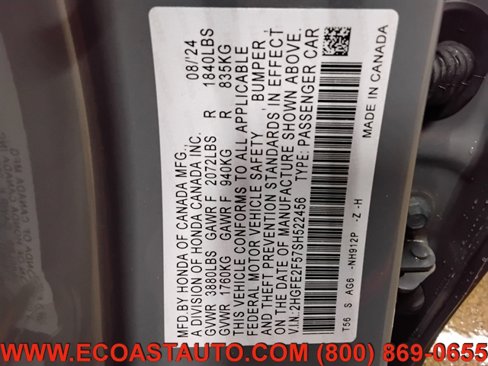 MFD BY HONDA OF CANADA MFG. 08/'24
A DIVISION OF HONDA CANADA INC.
GVWR 3880LBS GAWR F 2072LBS R 1840LBS
GVWR 1760KG GAWR F 940KG R 835KG
THIS VEHICLE CONFORMS TO ALL APPLICABLE
FEDERAL MOTOR VEHICLE SAFETY, BUMPER,
AND THEFT PREVENTION STANDARDS IN EFFECT
ON THE DATE OF MANUFACTURE SHOWN ABOVE.
V.I.N.: 2HGFE2F57SH522456 TYPE: PASSENGER CAR
T56 S AG6 -NH912P -Z -H
MADE IN CANADA
WWW.ECOASTAUTO.COM (800) 869-0655